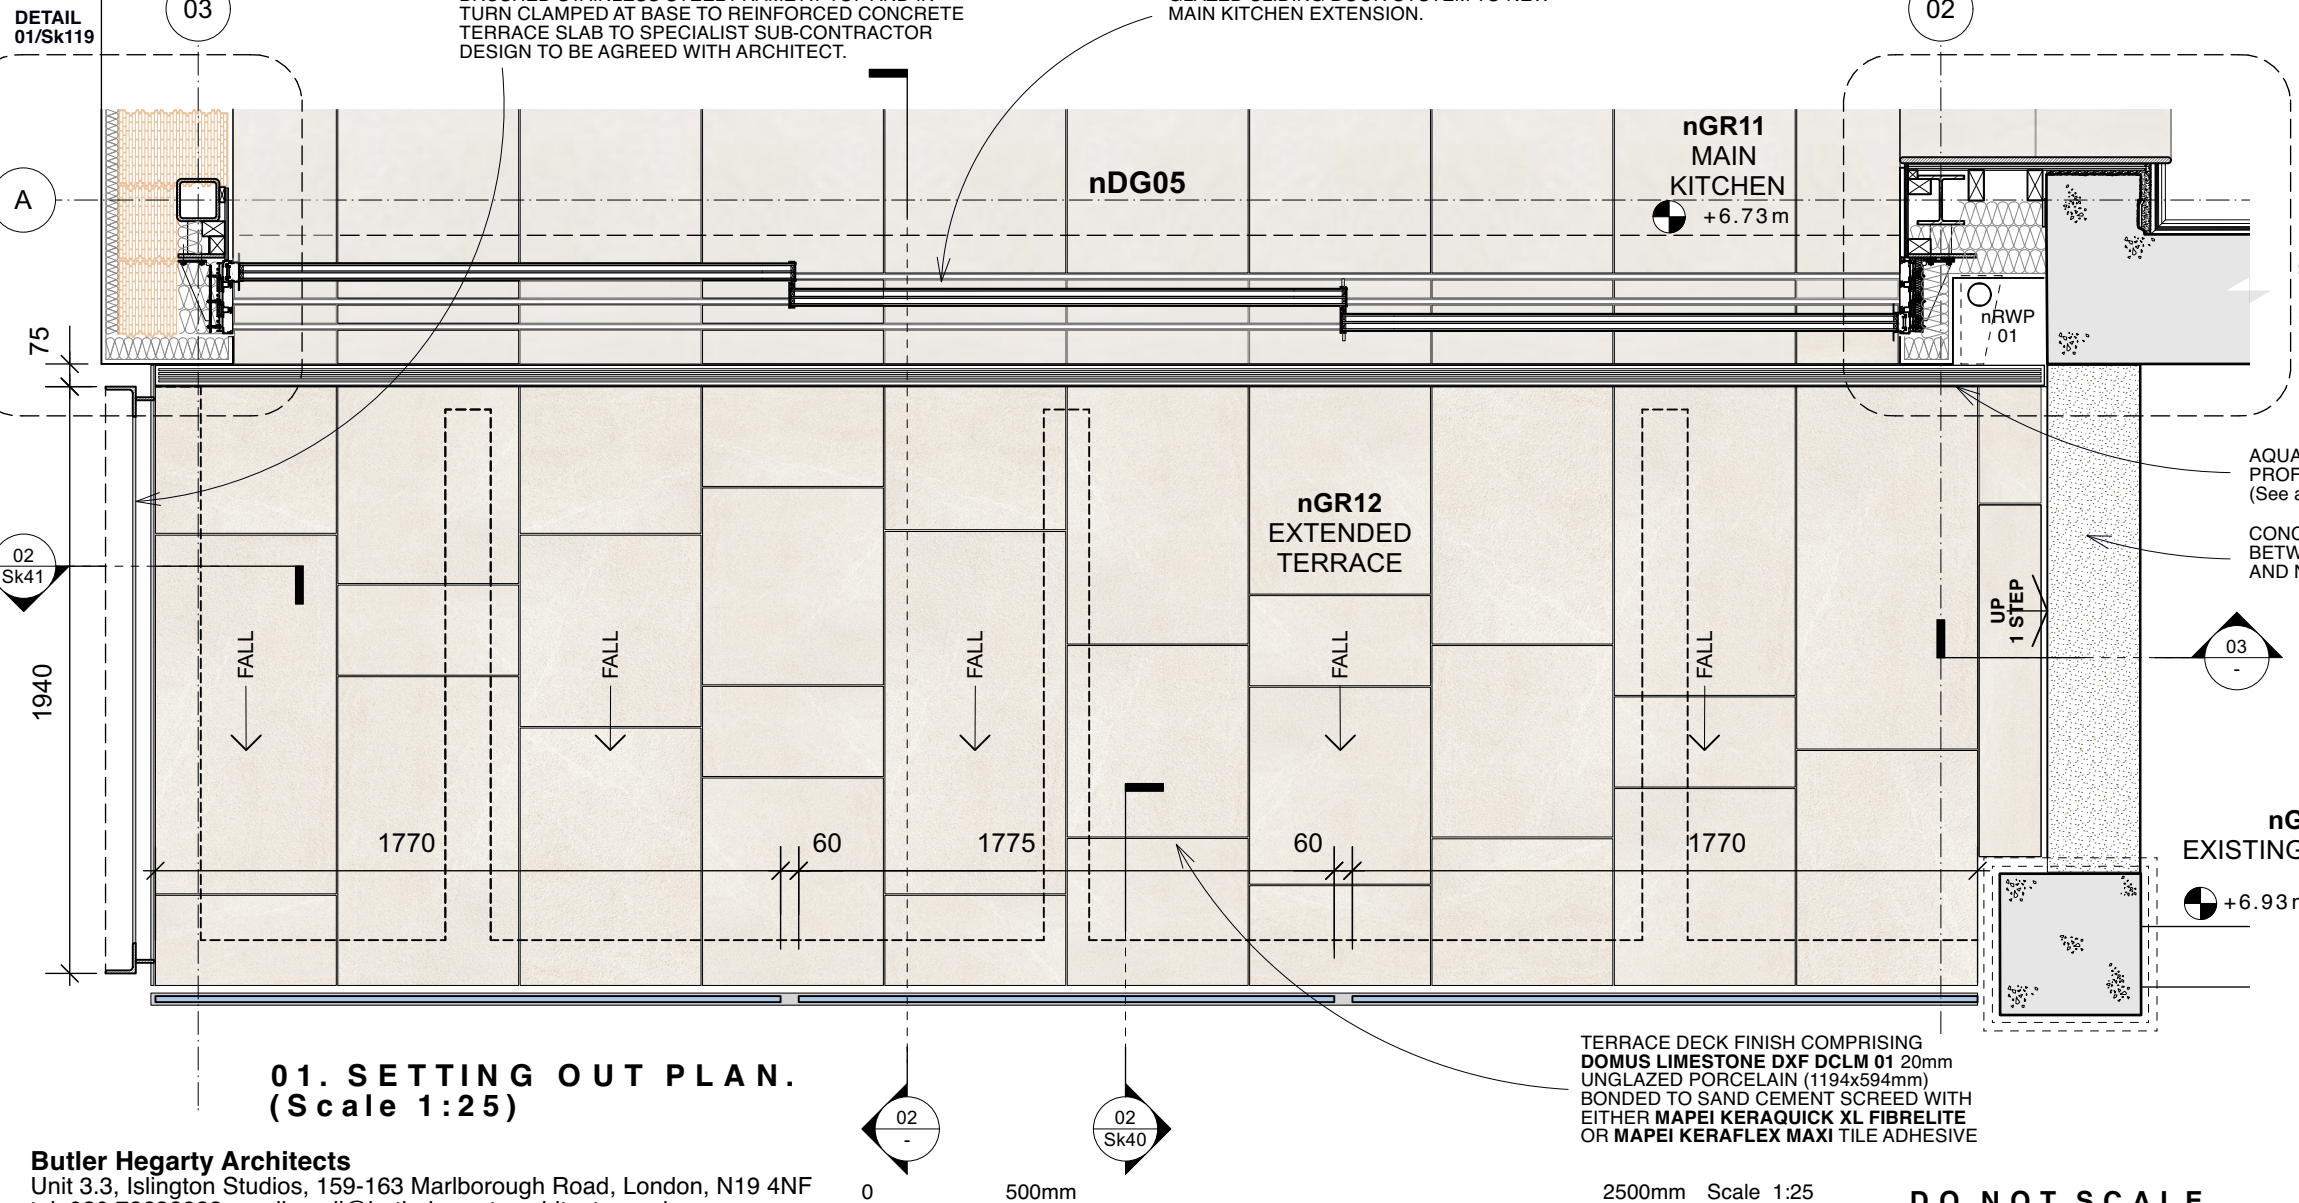 DETAIL
01/Sk119
03
TURN CLAMPED AT BASE TO REINFORCED CONCRETE
TERRACE SLAB TO SPECIALIST SUB-CONTRACTOR
DESIGN TO BE AGREED WITH ARCHITECT.
MAIN KITCHEN EXTENSION.
02
A
nDG05
nGR11
MAIN
KITCHEN
+6.73m
nRWP
01
75
nGR12
EXTENDED
TERRACE
AQUA
PROF
(See a
CONC
BETW
AND N
02
Sk41
UP
1 STEP
03
-
FALL
FALL
FALL
FALL
FALL
1940
1770
60
1775
60
1770
nG
EXISTING
+6.93m
01. SETTING OUT PLAN.
(Scale 1:25)
02
-
02
Sk40
TERRACE DECK FINISH COMPRISING
DOMUS LIMESTONE DXF DCLM 01 20mm
UNGLAZED PORCELAIN (1194x594mm)
BONDED TO SAND CEMENT SCREED WITH
EITHER MAPEI KERAQUICK XL FIBRELITE
OR MAPEI KERAFLEX MAXI TILE ADHESIVE
Butler Hegarty Architects
Unit 3.3, Islington Studios, 159-163 Marlborough Road, London, N19 4NF
0 500mm 2500mm Scale 1:25
DO NOT SCALE